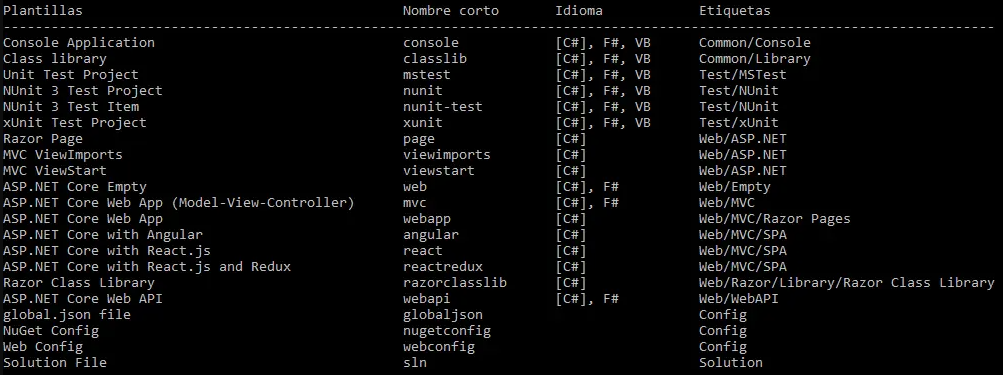 Plantillas Nombre corto Idioma Etiquetas
----------------------------------------------------------------------------------------------------------------------------
Console Application console [C#], F#, VB Common/Console
Class library classlib [C#], F#, VB Common/Library
Unit Test Project mstest [C#], F#, VB Test/MSTest
NUnit 3 Test Project nunit [C#], F#, VB Test/NUnit
NUnit 3 Test Item nunit-test [C#], F#, VB Test/NUnit
xUnit Test Project xunit [C#], F#, VB Test/xUnit
Razor Page page [C#] Web/ASP.NET
MVC ViewImports viewimports [C#] Web/ASP.NET
MVC ViewStart viewstart [C#] Web/ASP.NET
ASP.NET Core Empty web [C#], F# Web/Empty
ASP.NET Core Web App (Model-View-Controller) mvc [C#], F# Web/MVC
ASP.NET Core Web App webapp [C#] Web/MVC/Razor Pages
ASP.NET Core with Angular angular [C#] Web/MVC/SPA
ASP.NET Core with React.js react [C#] Web/MVC/SPA
ASP.NET Core with React.js and Redux reactredux [C#] Web/MVC/SPA
Razor Class Library razorclasslib [C#] Web/Razor/Library/Razor Class Library
ASP.NET Core Web API webapi [C#], F# Web/WebAPI
global.json file globaljson Config
NuGet Config nugetconfig Config
Web Config webconfig Config
Solution File sln Solution